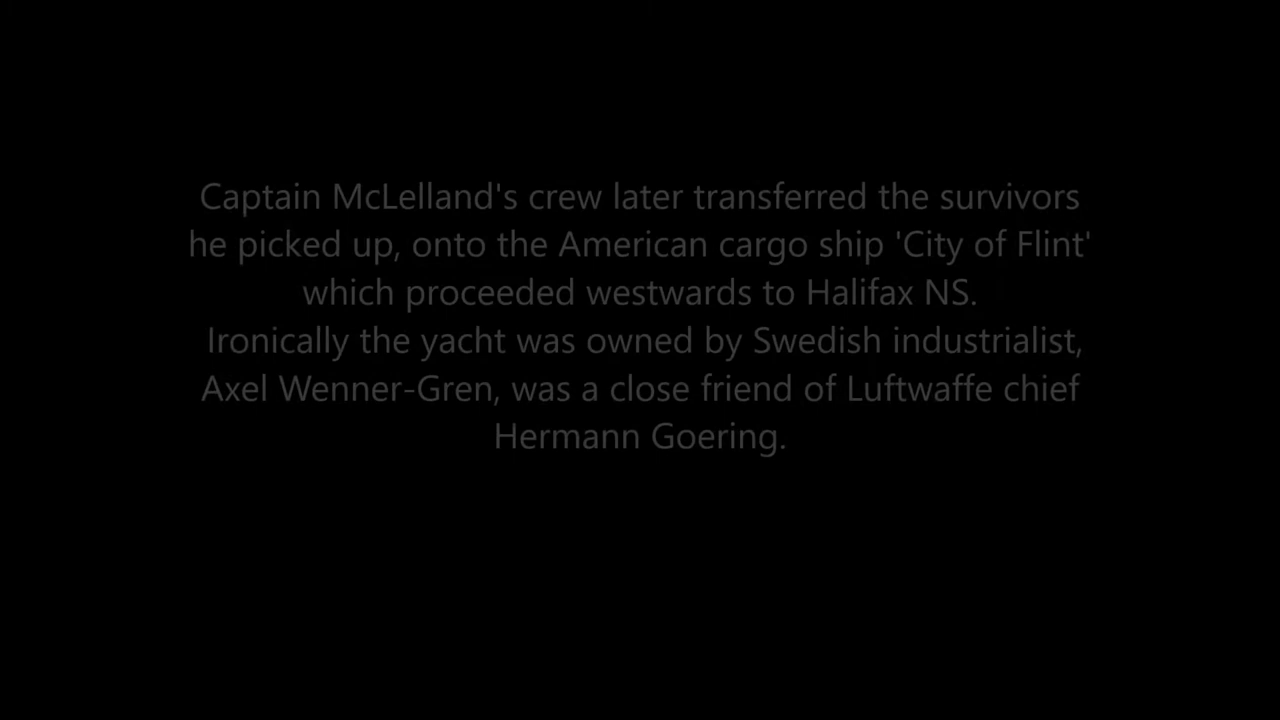 Captain McLelland's crew later transferred the survivors
he picked up, onto the American cargo ship 'City of Flint'
which proceeded westwards to Halifax NS.
Ironically the yacht was owned by Swedish industrialist,
Axel Wenner-Gren, was a close friend of Luftwaffe chief
Hermann Goering.